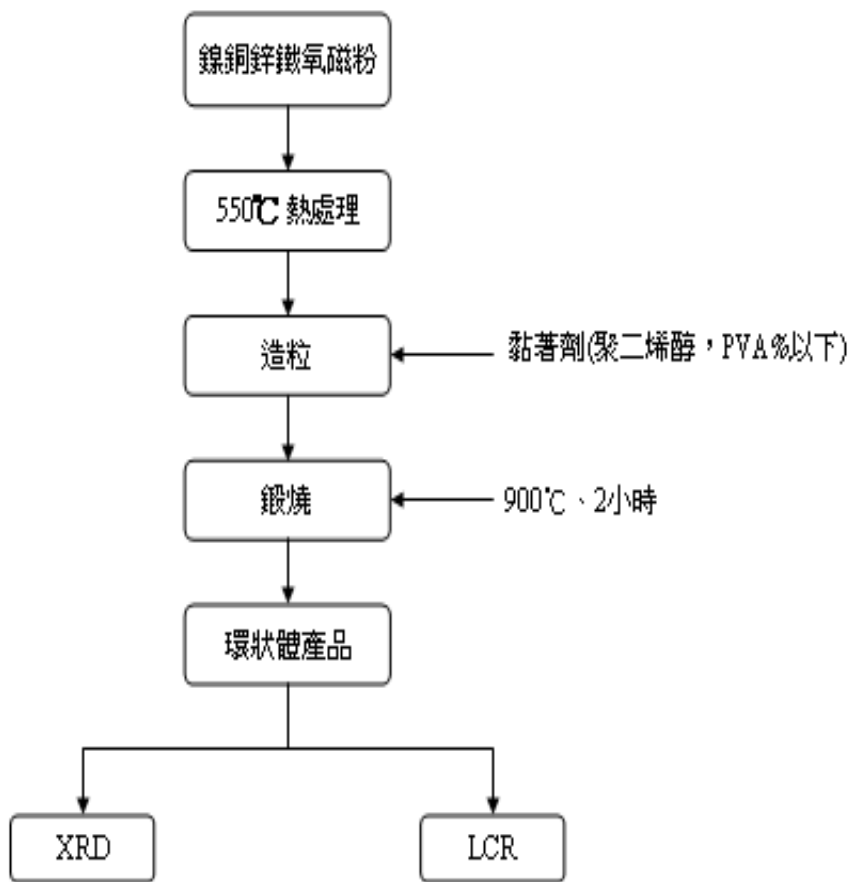 鎳銅鋅鐵氧磁粉
550℃ 熱處理
造粒
黏著劑(聚二烯醇，PVA%以下)
鍛燒
900℃、2小時
環狀體產品
XRD
LCR